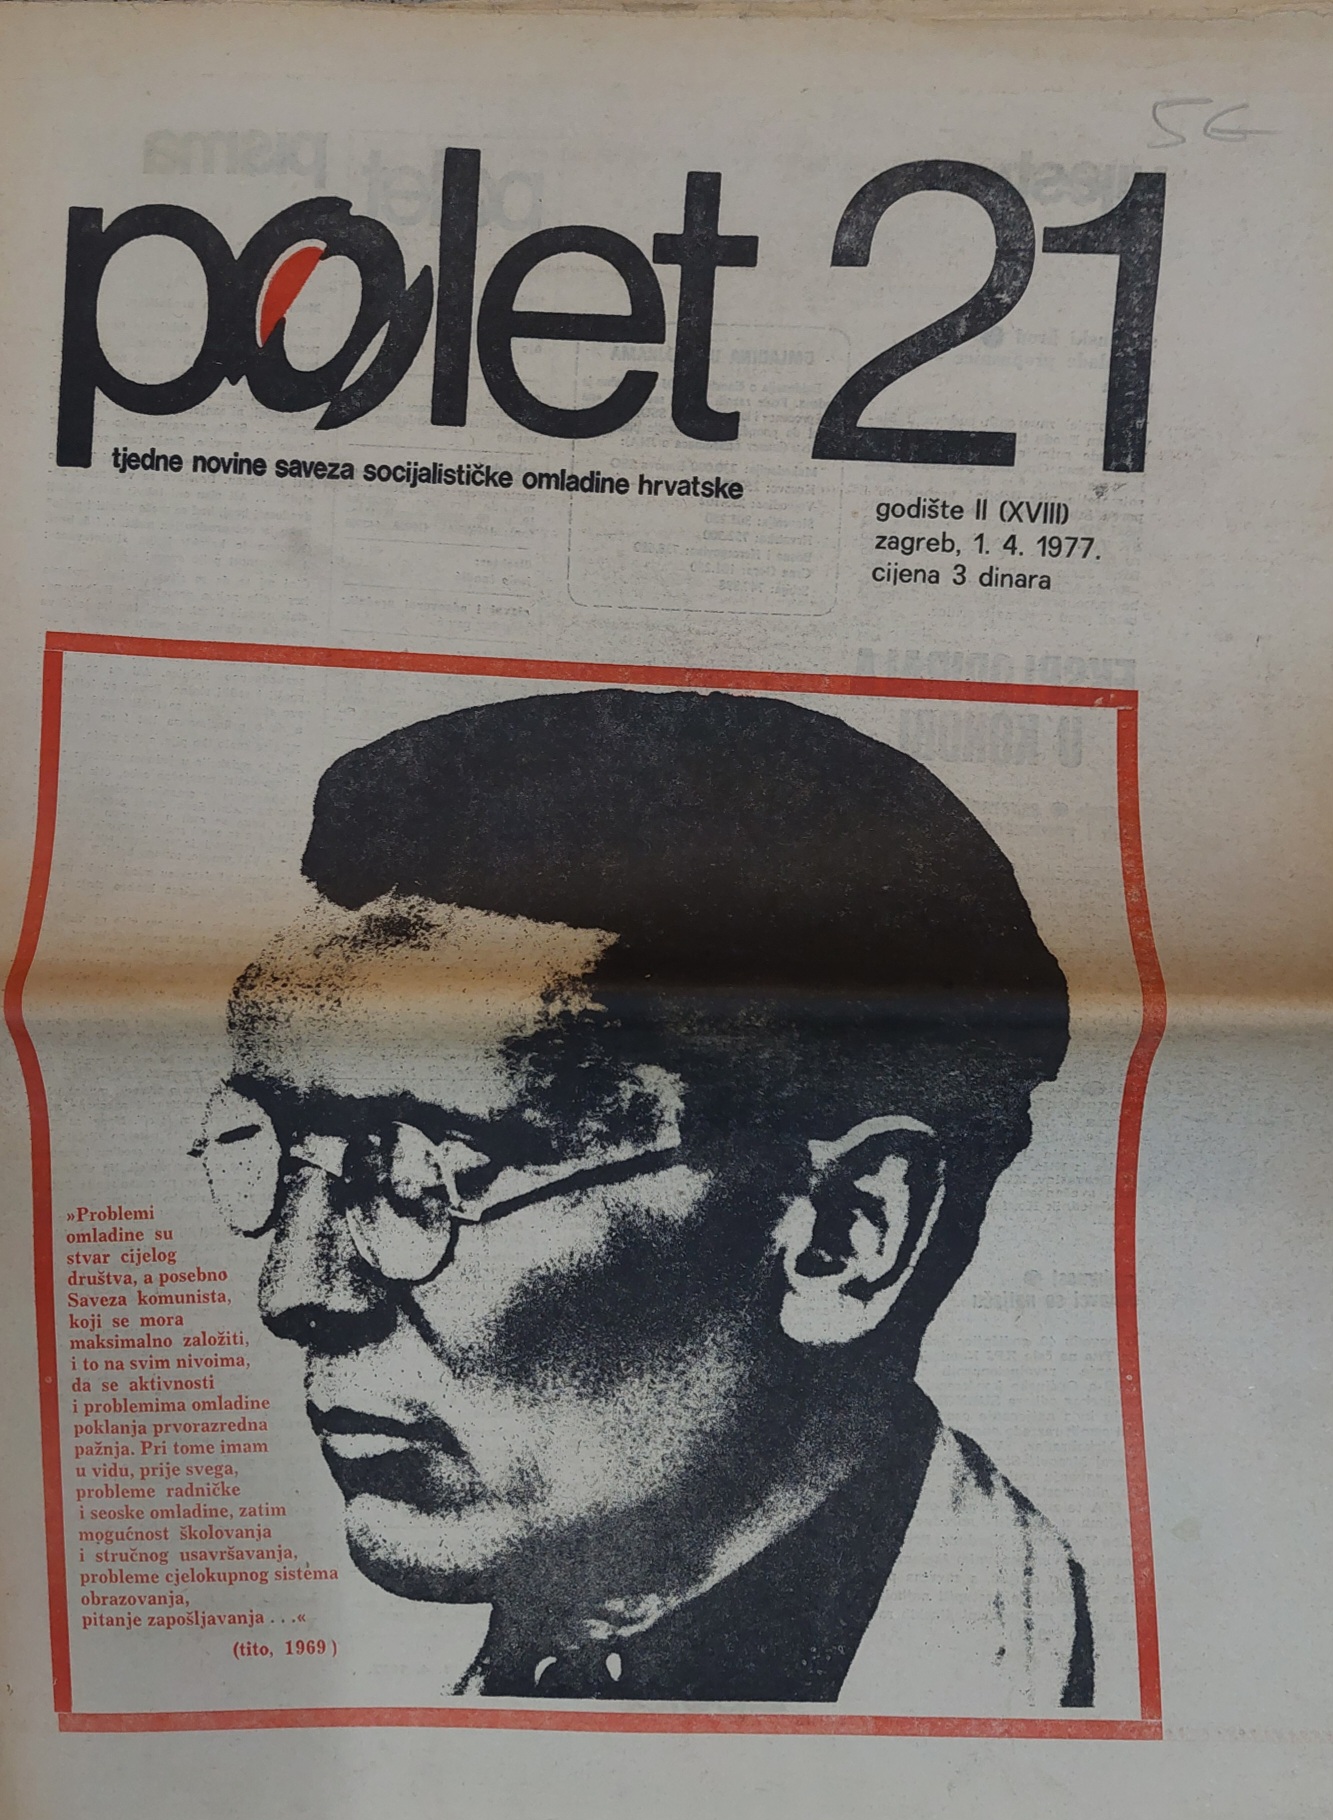 5G
polet 21
tjedne novine saveza socijalističke omladine hrvatske
godište II (XVIII)
zagreb, 1. 4. 1977.
cijena 3 dinara
»Problemi
omladine su
stvar cijelog
društva, a posebno
Saveza komunista,
koji se mora
maksimalno založiti,
i to na svim nivoima,
da se aktivnosti
i problemima omladine
poklanja prvorazredna
pažnja. Pri tome imam
u vidu, prije svega,
probleme radničke
i seoske omladine, zatim
mogućnost školovanja
i stručnog usavršavanja,
probleme cjelokupnog sistema
obrazovanja,
pitanje zapošljavanja . . .«
(tito, 1969)